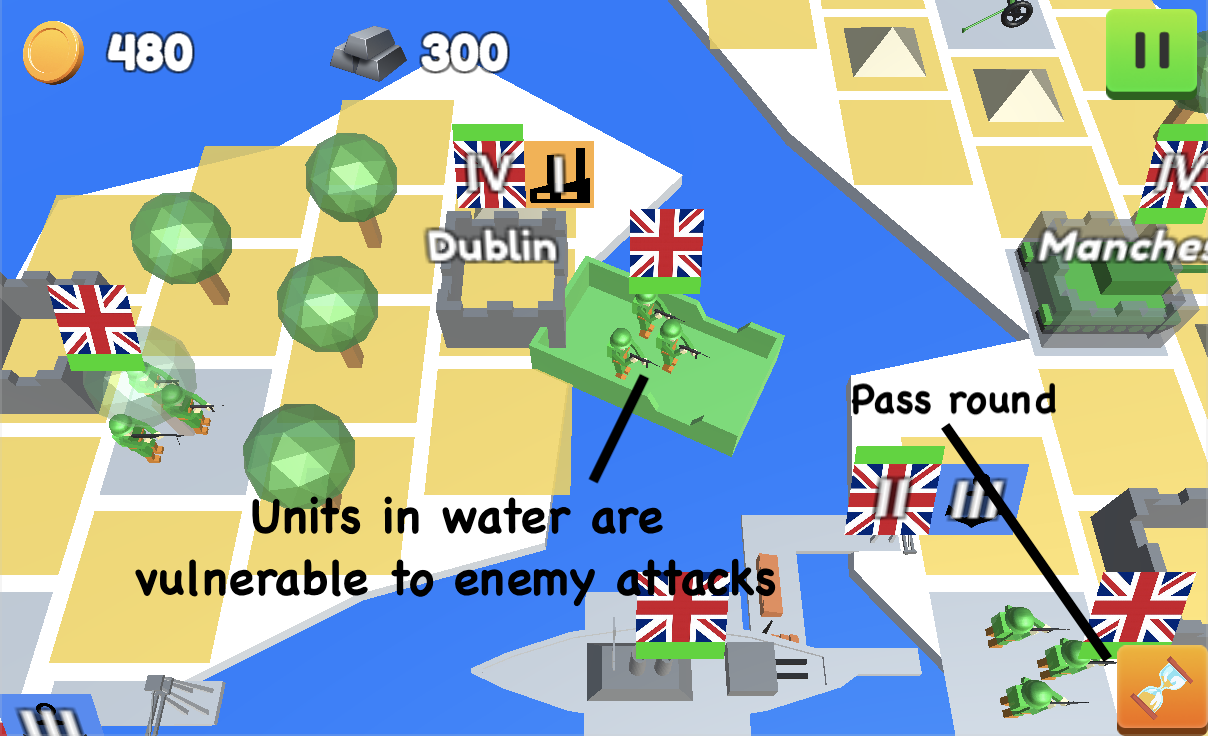 480
300
IV I
IV
Dublin
Manches
Pass round
II III
Units in water are
vulnerable to enemy attacks
III